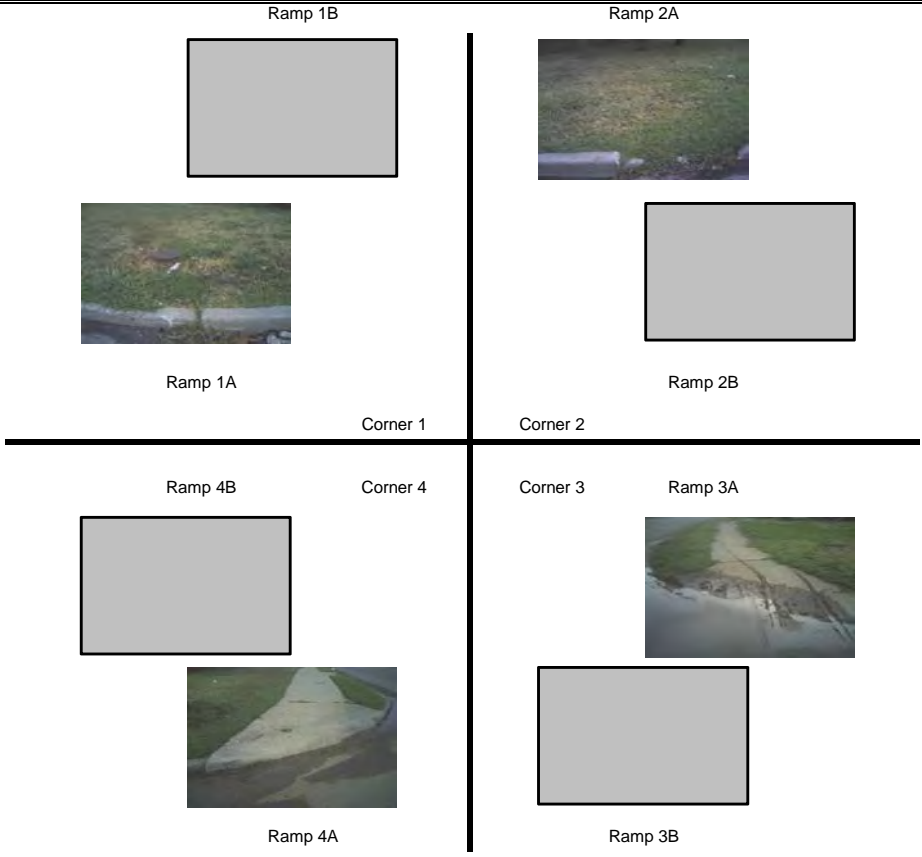 Ramp 1B Ramp 2A
Ramp 1A Ramp 2B
Corner 1 Corner 2
Ramp 4B Corner 4 Corner 3 Ramp 3A
Ramp 4A Ramp 3B